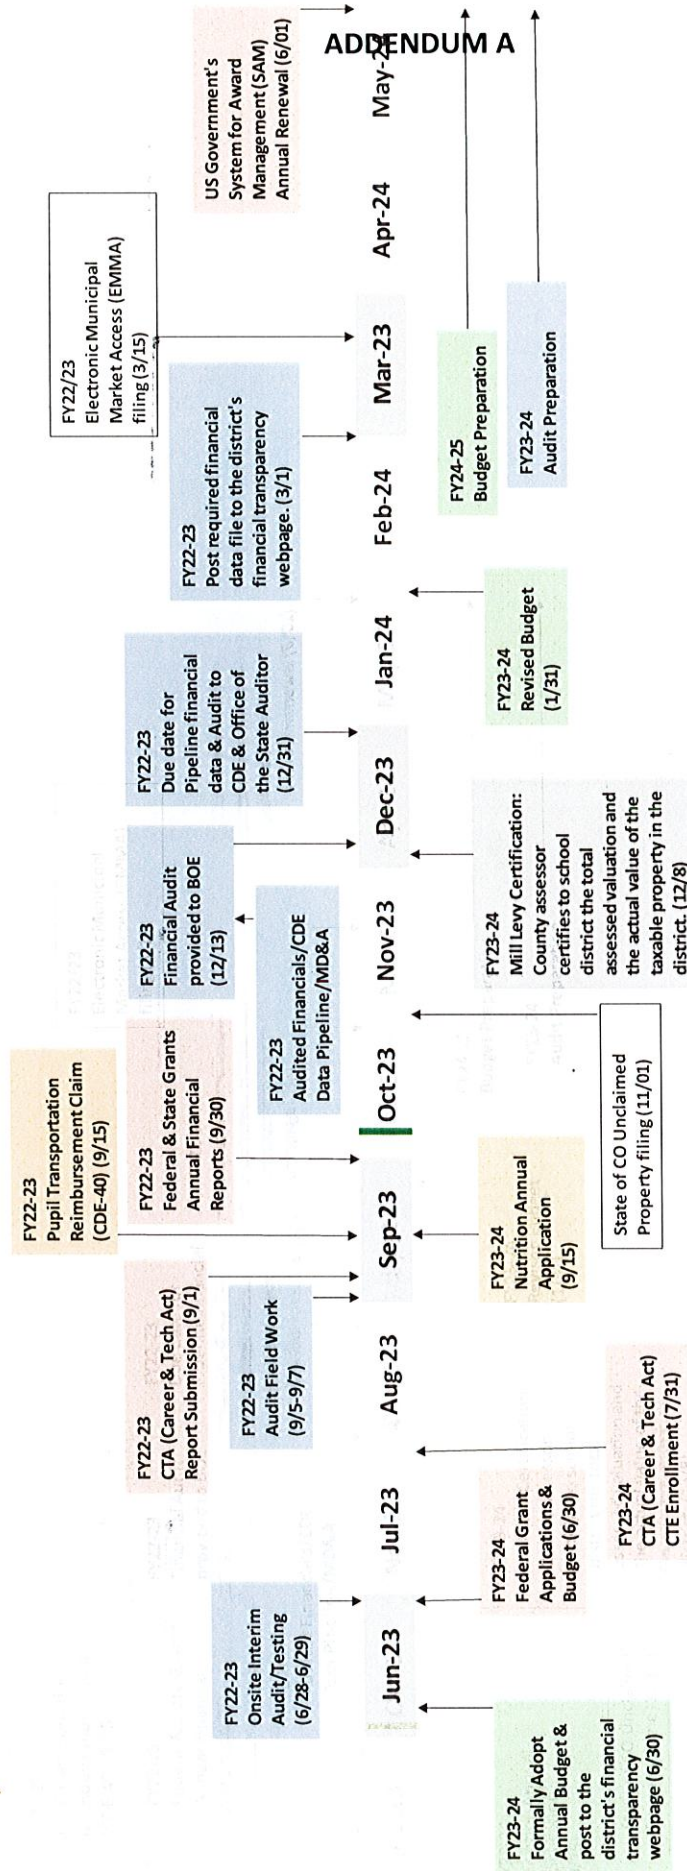 ADDENDUM A
FY22-23
Onsite Interim
Audit/Testing
(6/28-6/29)
FY22-23
CTA (Career & Tech Act)
Report Submission (9/1)
FY22-23
Audit Field Work
(9/5-9/7)
FY22-23
Pupil Transportation
Reimbursement Claim
(CDE-40) (9/15)
FY22-23
Federal & State Grants
Annual Financial
Reports (9/30)
FY22-23
Audited Financials/CDE
Data Pipeline/MD&A
FY22-23
Financial Audit
provided to BOE
(12/13)
FY22-23
Due date for
Pipeline financial
data & Audit to
CDE & Office of
the State Auditor
(12/31)
FY22-23
Post required financial
data file to the district's
financial transparency
webpage. (3/1)
FY22/23
Electronic Municipal
Market Access (EMMA)
filing (3/15)
US Government's
System for Award
Management (SAM)
Annual Renewal (6/01)
Jun-23 Jul-23 Aug-23 Sep-23 Oct-23 Nov-23 Dec-23 Jan-24 Feb-24 Mar-23 Apr-24 May-24
FY23-24
Formally Adopt
Annual Budget &
post to the
district's financial
transparency
webpage (6/30)
FY23-24
Federal Grant
Applications &
Budget (6/30)
FY23-24
CTA (Career & Tech Act)
CTE Enrollment (7/31)
FY23-24
Nutrition Annual
Application
(9/15)
State of CO Unclaimed
Property filing (11/01)
FY23-24
Mill Levy Certification:
County assessor
certifies to school
district the total
assessed valuation and
the actual value of the
taxable property in the
district. (12/8)
FY23-24
Revised Budget
(1/31)
FY24-25
Budget Preparation
FY23-24
Audit Preparation